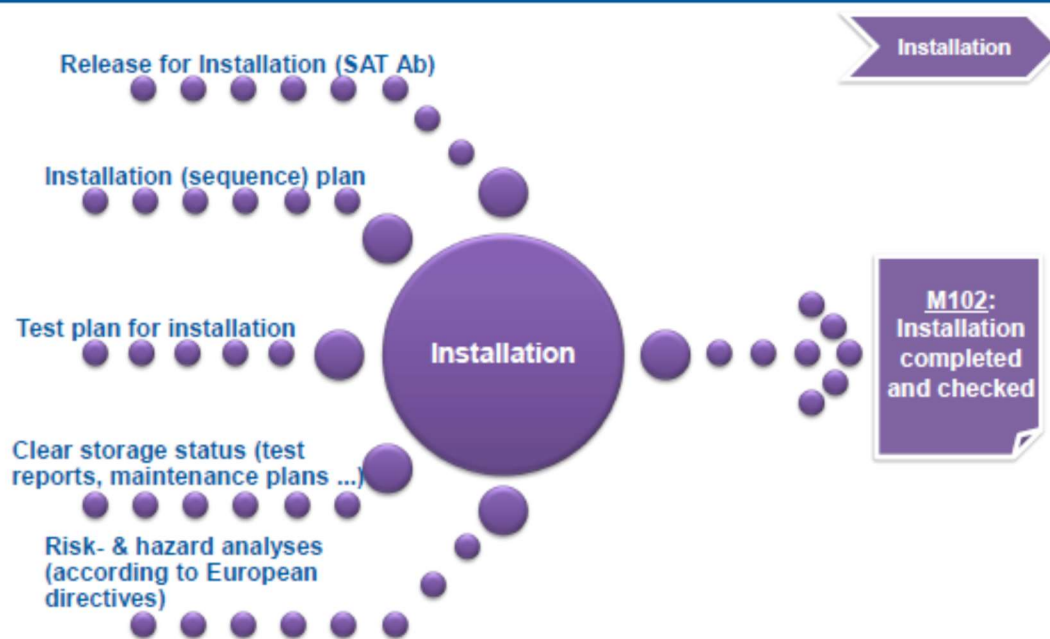 Installation
Release for Installation (SAT Ab)
Installation (sequence) plan
Test plan for installation
Clear storage status (test
reports, maintenance plans ...)
Risk- & hazard analyses
(according to European
directives)
Installation
M102:
Installation
completed
and checked